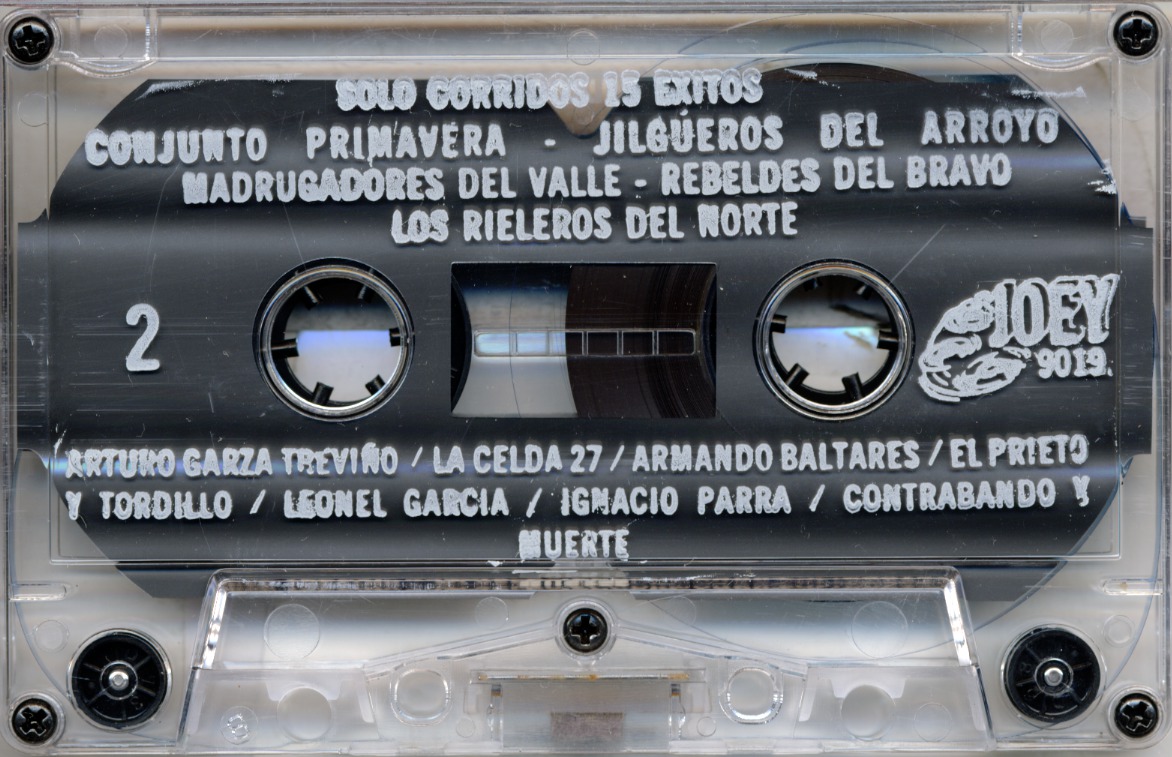 SOLO CORRIDOS 15 EXITOS
CONJUNTO PRIMAVERA - JILGUEROS DEL ARROYO
MADRUGADORES DEL VALLE - REBELDES DEL BRAVO
LOS RIELEROS DEL NORTE
2
JOEY
9019.
ARTURO GARZA TREVIÑO / LA CELDA 27 / ARMANDO BALTARES / EL PRIETO
Y TORDILLO / LEONEL GARCIA / IGNACIO PARRA / CONTRABANDO Y
MUERTE